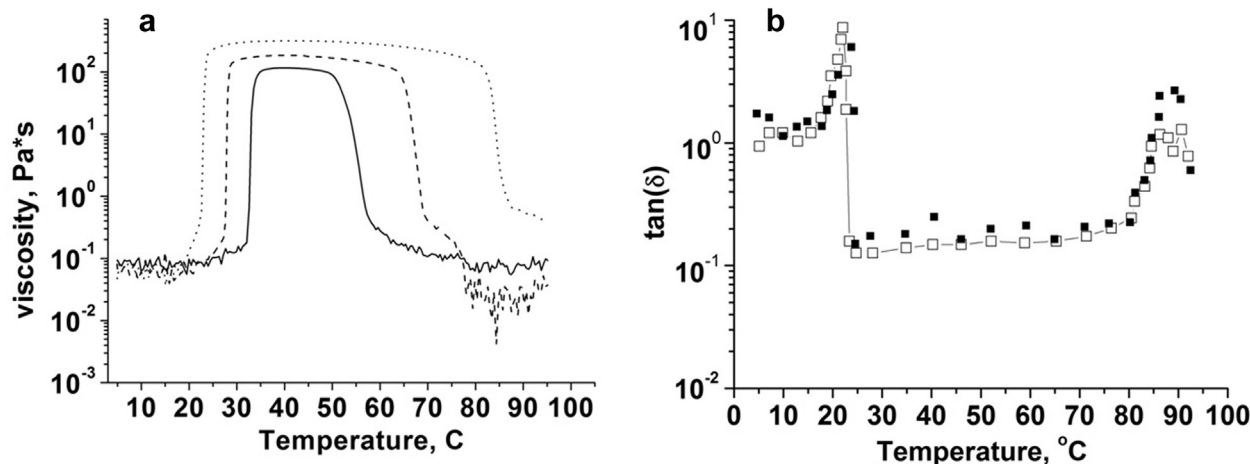 a
viscosity, Pa*s
10²
10¹
10⁰
10⁻¹
10⁻²
10⁻³
10 20 30 40 50 60 70 80 90 100
Temperature, C
b
tan(δ)
10¹
10⁰
10⁻¹
10⁻²
0 10 20 30 40 50 60 70 80 90 100
Temperature, °C